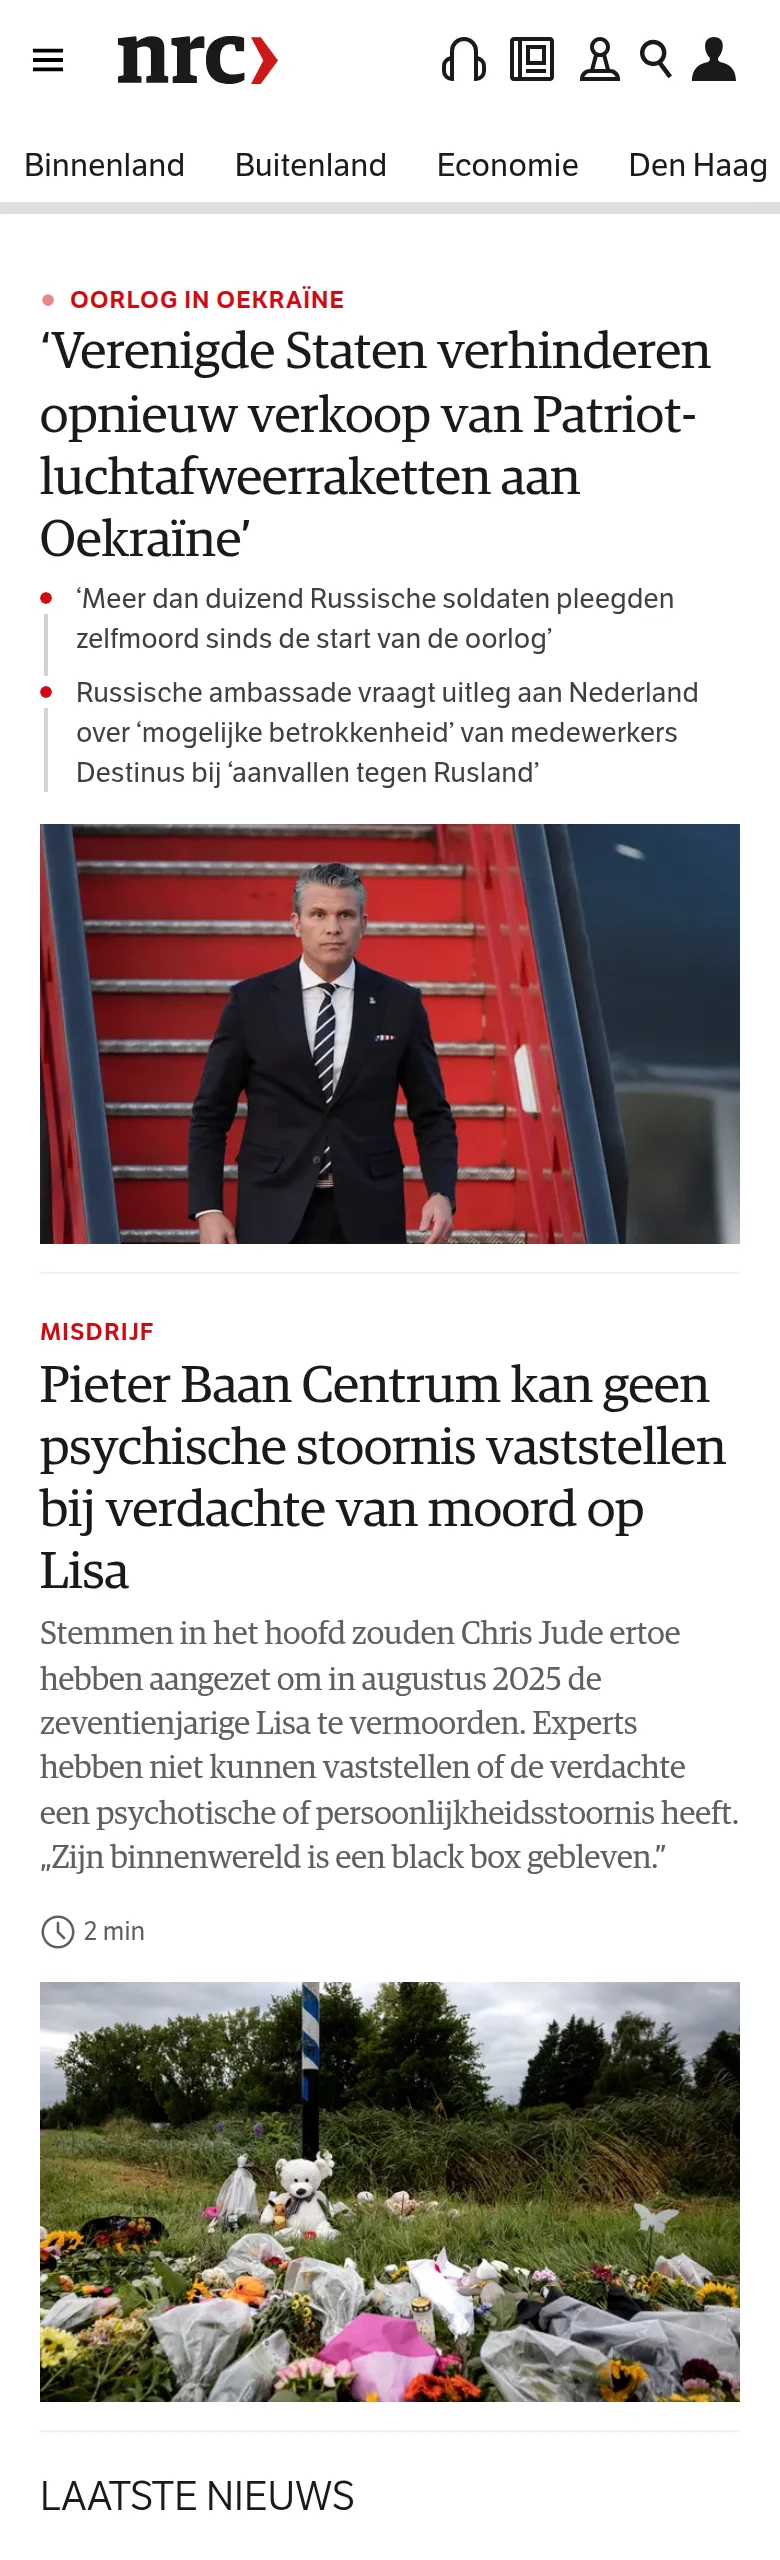 nrc
Binnenland Buitenland Economie Den Haag
OORLOG IN OEKRAÏNE
‘Verenigde Staten verhinderen
opnieuw verkoop van Patriot-
luchtafweerraketten aan
Oekraïne’
‘Meer dan duizend Russische soldaten pleegden
zelfmoord sinds de start van de oorlog’
Russische ambassade vraagt uitleg aan Nederland
over ‘mogelijke betrokkenheid’ van medewerkers
Destinus bij ‘aanvallen tegen Rusland’
MISDRIJF
Pieter Baan Centrum kan geen
psychische stoornis vaststellen
bij verdachte van moord op
Lisa
Stemmen in het hoofd zouden Chris Jude ertoe
hebben aangezet om in augustus 2025 de
zeventienjarige Lisa te vermoorden. Experts
hebben niet kunnen vaststellen of de verdachte
een psychotische of persoonlijkheidsstoornis heeft.
„Zijn binnenwereld is een black box gebleven.”
2 min
LAATSTE NIEUWS